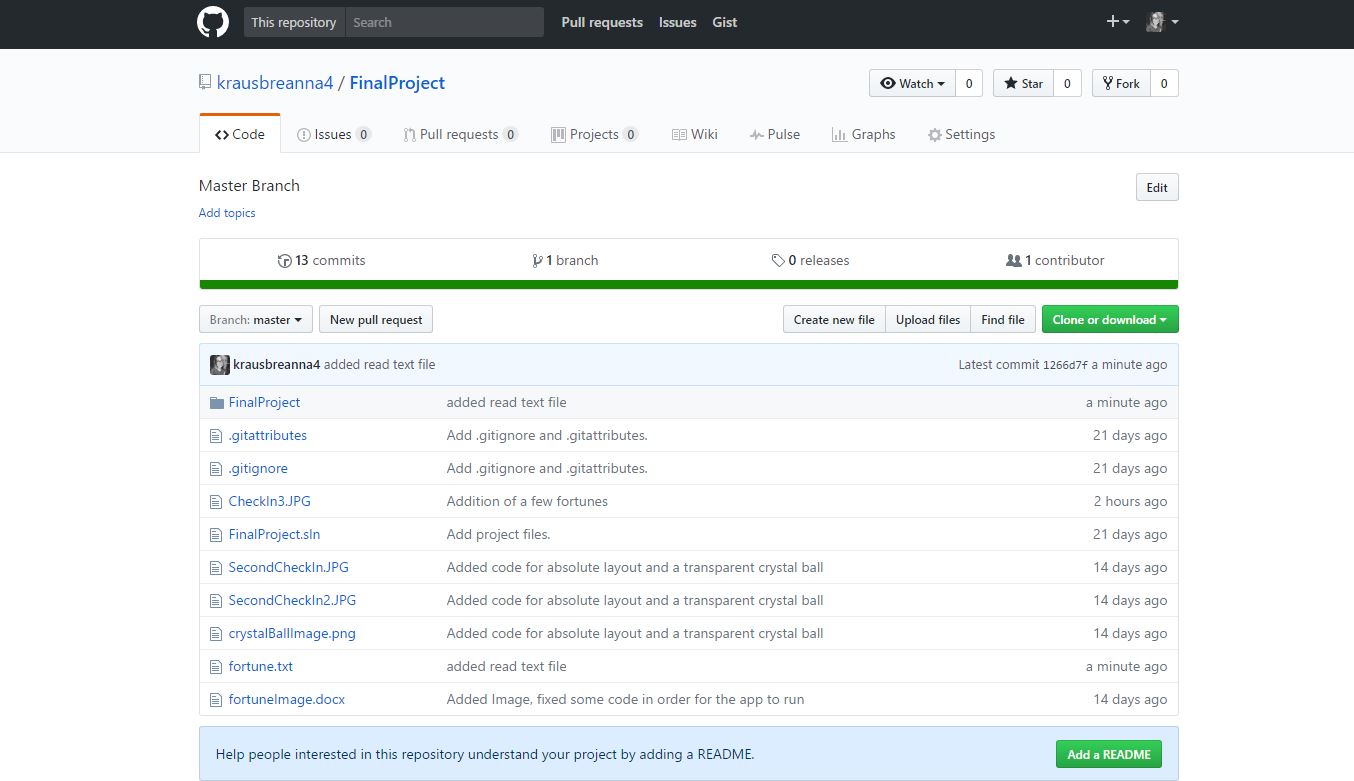 This repository Search Pull requests Issues Gist
krausbreanna4 / FinalProject Watch 0 Star 0 Fork 0
Code Issues 0 Pull requests 0 Projects 0 Wiki Pulse Graphs Settings
Master Branch Edit
Add topics
13 commits 1 branch 0 releases 1 contributor
Branch: master New pull request Create new file Upload files Find file Clone or download
krausbreanna4 added read text file Latest commit 1266d7f a minute ago
FinalProject added read text file a minute ago
.gitattributes Add .gitignore and .gitattributes. 21 days ago
.gitignore Add .gitignore and .gitattributes. 21 days ago
CheckIn3.JPG Addition of a few fortunes 2 hours ago
FinalProject.sln Add project files. 21 days ago
SecondCheckIn.JPG Added code for absolute layout and a transparent crystal ball 14 days ago
SecondCheckIn2.JPG Added code for absolute layout and a transparent crystal ball 14 days ago
crystalBallImage.png Added code for absolute layout and a transparent crystal ball 14 days ago
fortune.txt added read text file a minute ago
fortuneImage.docx Added Image, fixed some code in order for the app to run 14 days ago
Help people interested in this repository understand your project by adding a README. Add a README